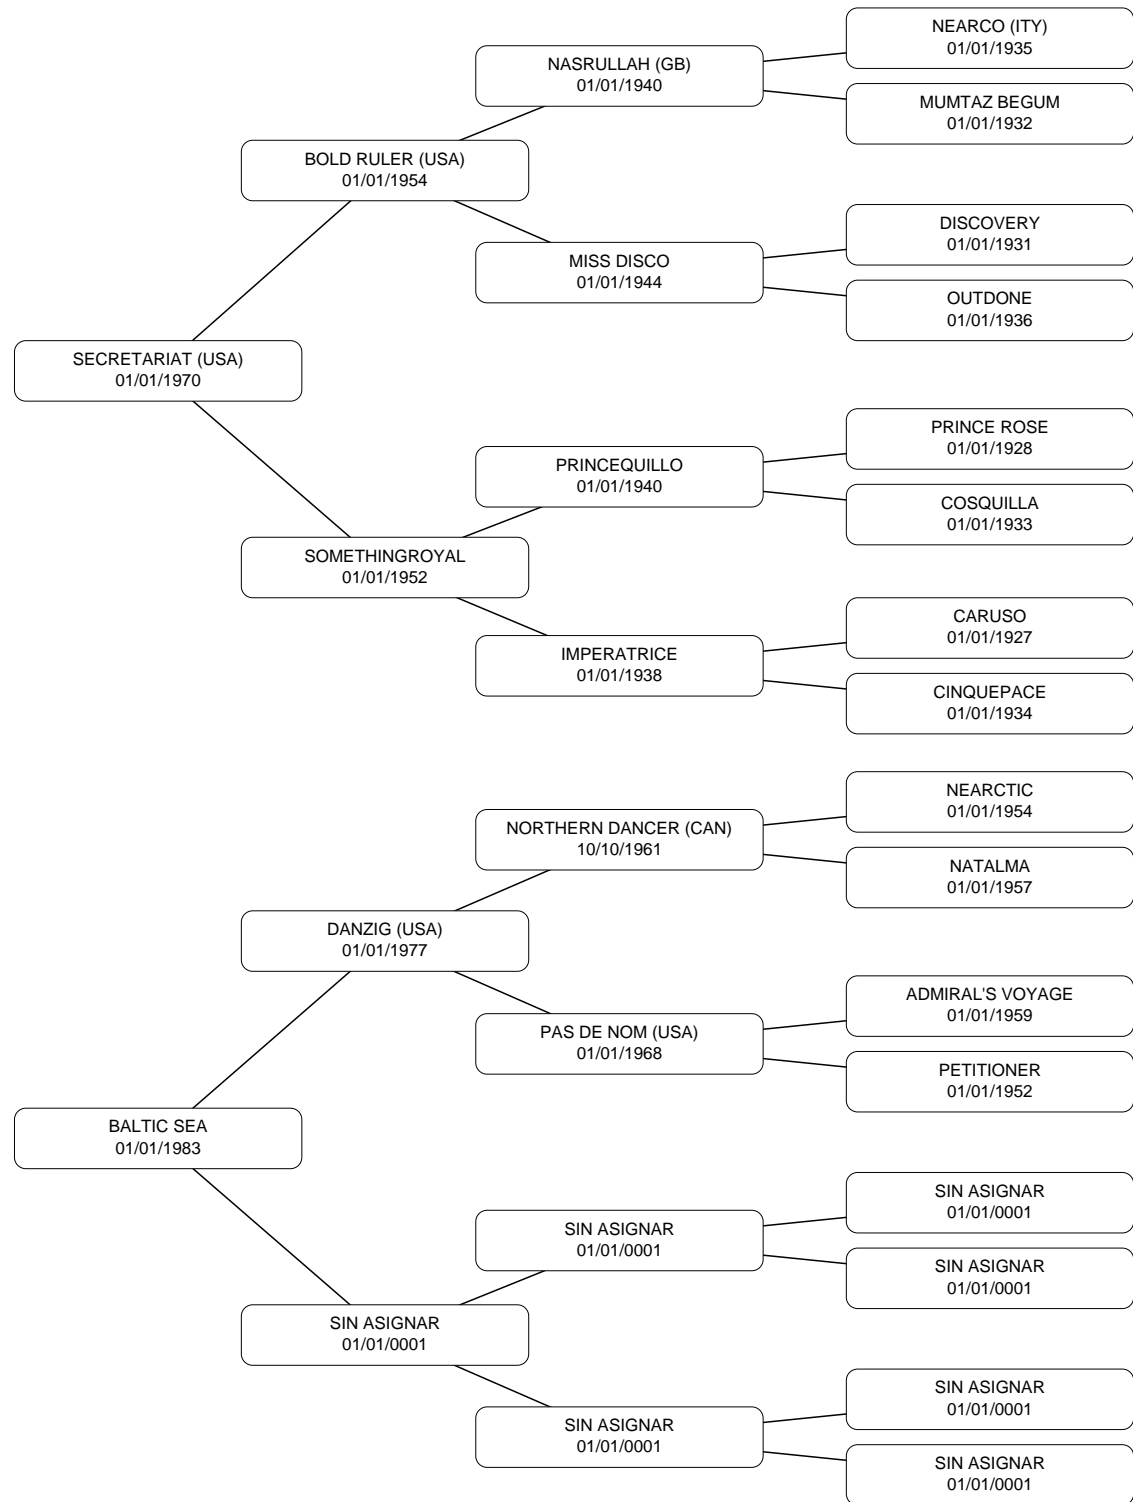 NEARCO (ITY)
01/01/1935
NASRULLAH (GB)
01/01/1940
MUMTAZ BEGUM
01/01/1932
BOLD RULER (USA)
01/01/1954
DISCOVERY
01/01/1931
MISS DISCO
01/01/1944
OUTDONE
01/01/1936
SECRETARIAT (USA)
01/01/1970
PRINCE ROSE
01/01/1928
PRINCEQUILLO
01/01/1940
COSQUILLA
01/01/1933
SOMETHINGROYAL
01/01/1952
CARUSO
01/01/1927
IMPERATRICE
01/01/1938
CINQUEPACE
01/01/1934
NEARCTIC
01/01/1954
NORTHERN DANCER (CAN)
10/10/1961
NATALMA
01/01/1957
DANZIG (USA)
01/01/1977
ADMIRAL'S VOYAGE
01/01/1959
PAS DE NOM (USA)
01/01/1968
PETITIONER
01/01/1952
BALTIC SEA
01/01/1983
SIN ASIGNAR
01/01/0001
SIN ASIGNAR
01/01/0001
SIN ASIGNAR
01/01/0001
SIN ASIGNAR
01/01/0001
SIN ASIGNAR
01/01/0001
SIN ASIGNAR
01/01/0001
SIN ASIGNAR
01/01/0001